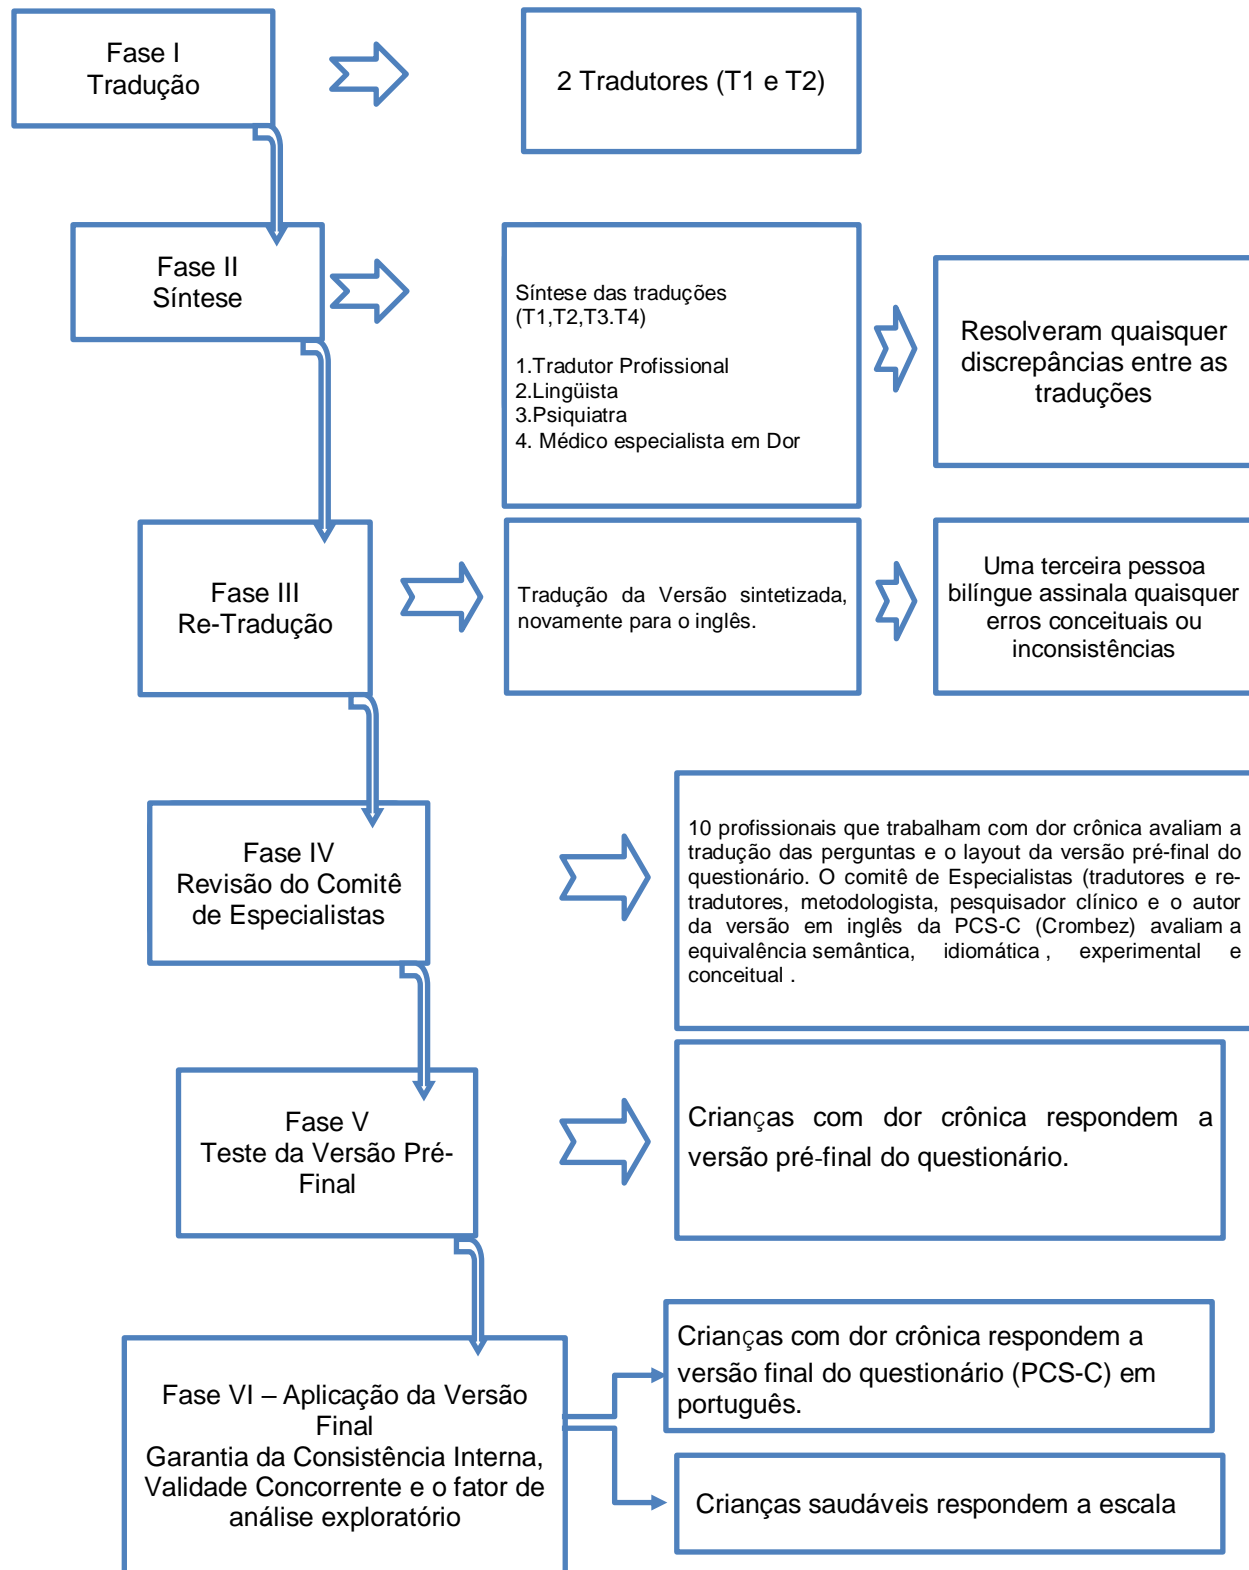 Fase I
Tradução
2 Tradutores (T1 e T2)
Fase II
Síntese
Síntese das traduções
(T1,T2,T3.T4)
1.Tradutor Profissional
2.Lingüista
3.Psiquiatra
4. Médico especialista em Dor
Resolveram quaisquer
discrepâncias entre as
traduções
Fase III
Re-Tradução
Tradução da Versão sintetizada,
novamente para o inglês.
Uma terceira pessoa
bilíngue assinala quaisquer
erros conceituais ou
inconsistências
Fase IV
Revisão do Comitê
de Especialistas
10 profissionais que trabalham com dor crônica avaliam a
tradução das perguntas e o layout da versão pré-final do
questionário. O comitê de Especialistas (tradutores e re-
tradutores, metodologista, pesquisador clínico e o autor
da versão em inglês da PCS-C (Crombez) avaliam a
equivalência semântica, idiomática , experimental e
conceitual .
Fase V
Teste da Versão Pré-
Final
Crianças com dor crônica respondem a
versão pré-final do questionário.
Fase VI – Aplicação da Versão
Final
Garantia da Consistência Interna,
Validade Concorrente e o fator de
análise exploratório
Crianças com dor crônica respondem a
versão final do questionário (PCS-C) em
português.
Crianças saudáveis respondem a escala